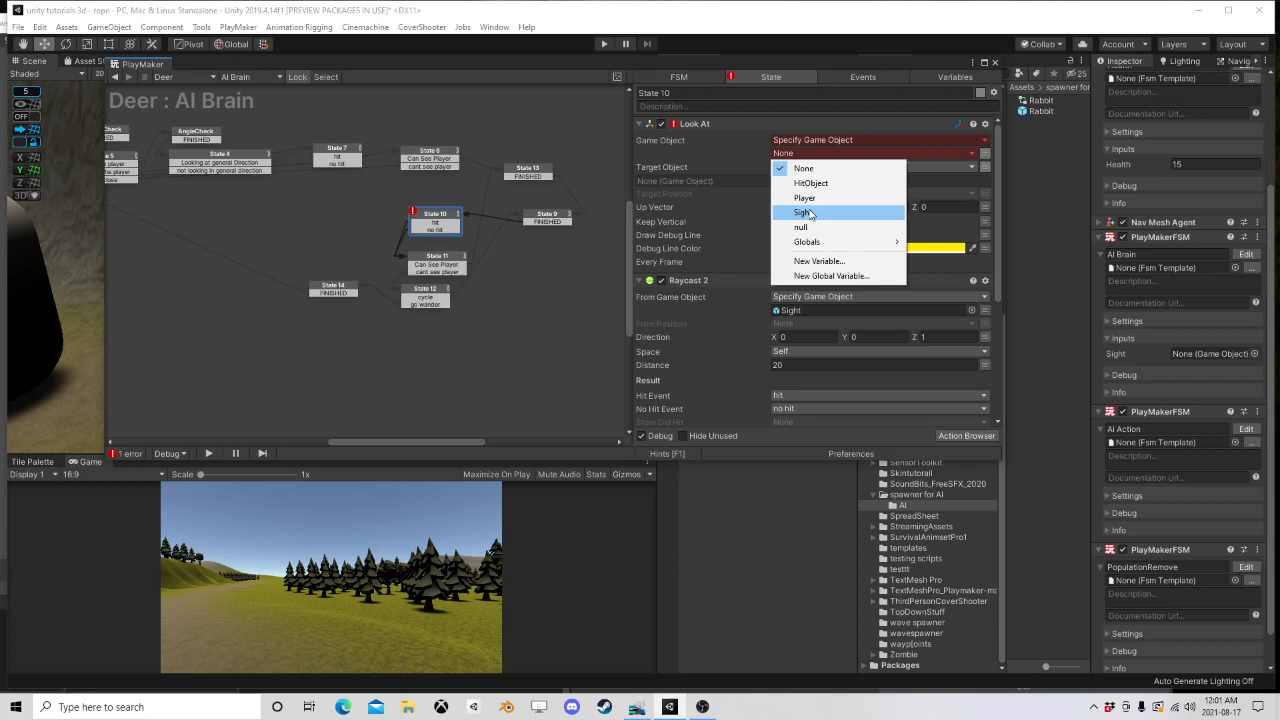 unity tutorials 3d - rope - PC, Mac & Linux Standalone - Unity 2019.4.14f1 [PREVIEW PACKAGES IN USE]* <DX11>
File Edit Assets GameObject Component Tools PlayMaker Animation Rigging Cinemachine CoverShooter Jobs Window Help
Pivot Global Collab Account Layers Layout
Scene Asset S PlayMaker Inspector Lighting Navig
Shaded 2D Deer AI Brain Lock Select FSM State Events Variables 25
Deer : AI Brain
5
OFF
X
Y
Z
3D
Check
the player
close
AngleCheck
FINISHED
State 4
Looking at general Direction
not looking in general direction
State 7
hit
no hit
State 8
Can See Player
cant see player
State 13
FINISHED
State 10
hit
no hit
State 9
FINISHED
State 11
Can See Player
cant see player
State 14
FINISHED
State 12
cycle
go wander
1 error Debug Hints [F1] Preferences
State 10
Description...
Look At
Game Object Specify Game Object
None
Target Object
None (Game Object)
Target Position
Up Vector Z 0
Keep Vertical
Draw Debug Line
Debug Line Color
Every Frame
None
HitObject
Player
Sigh
null
Globals
New Variable...
New Global Variable...
Raycast 2
From Game Object Specify Game Object
Sight
From Position None
Direction X 0 Y 0 Z 1
Space Self
Distance 20
Result
Hit Event hit
No Hit Event no hit
Store Did Hit None
Debug Hide Unused Action Browser
Assets spawner for
Rabbit
Rabbit
None (Fsm Template) ...
Description...
Documentation Url...
Settings
Inputs
Health 15
Debug
Info
Nav Mesh Agent
PlayMakerFSM
AI Brain Edit
None (Fsm Template) ...
Description...
Documentation Url...
Settings
Inputs
Sight None (Game Object)
Debug
Info
PlayMakerFSM
Ai Action Edit
None (Fsm Template) ...
Description...
Documentation Url...
Settings
Debug
Info
PlayMakerFSM
PopulationRemove Edit
None (Fsm Template) ...
Description...
Documentation Url...
Settings
Debug
Info
Tile Palette Game
Display 1 16:9 Scale 1x Maximize On Play Mute Audio Stats Gizmos
SensorToolkit
Skintutorail
SoundBits_FreeSFX_2020
spawner for AI
AI
SpreadSheet
StreamingAssets
SurvivalAnimsetPro1
templates
testing scripts
testtt
TextMesh Pro
TextMeshPro_Playmaker-ma
ThirdPersonCoverShooter
TopDownStuff
wave spawner
wavespawner
wayp[oints
Zombie
Packages
Auto Generate Lighting Off
Type here to search
12:01 AM
2021-08-17